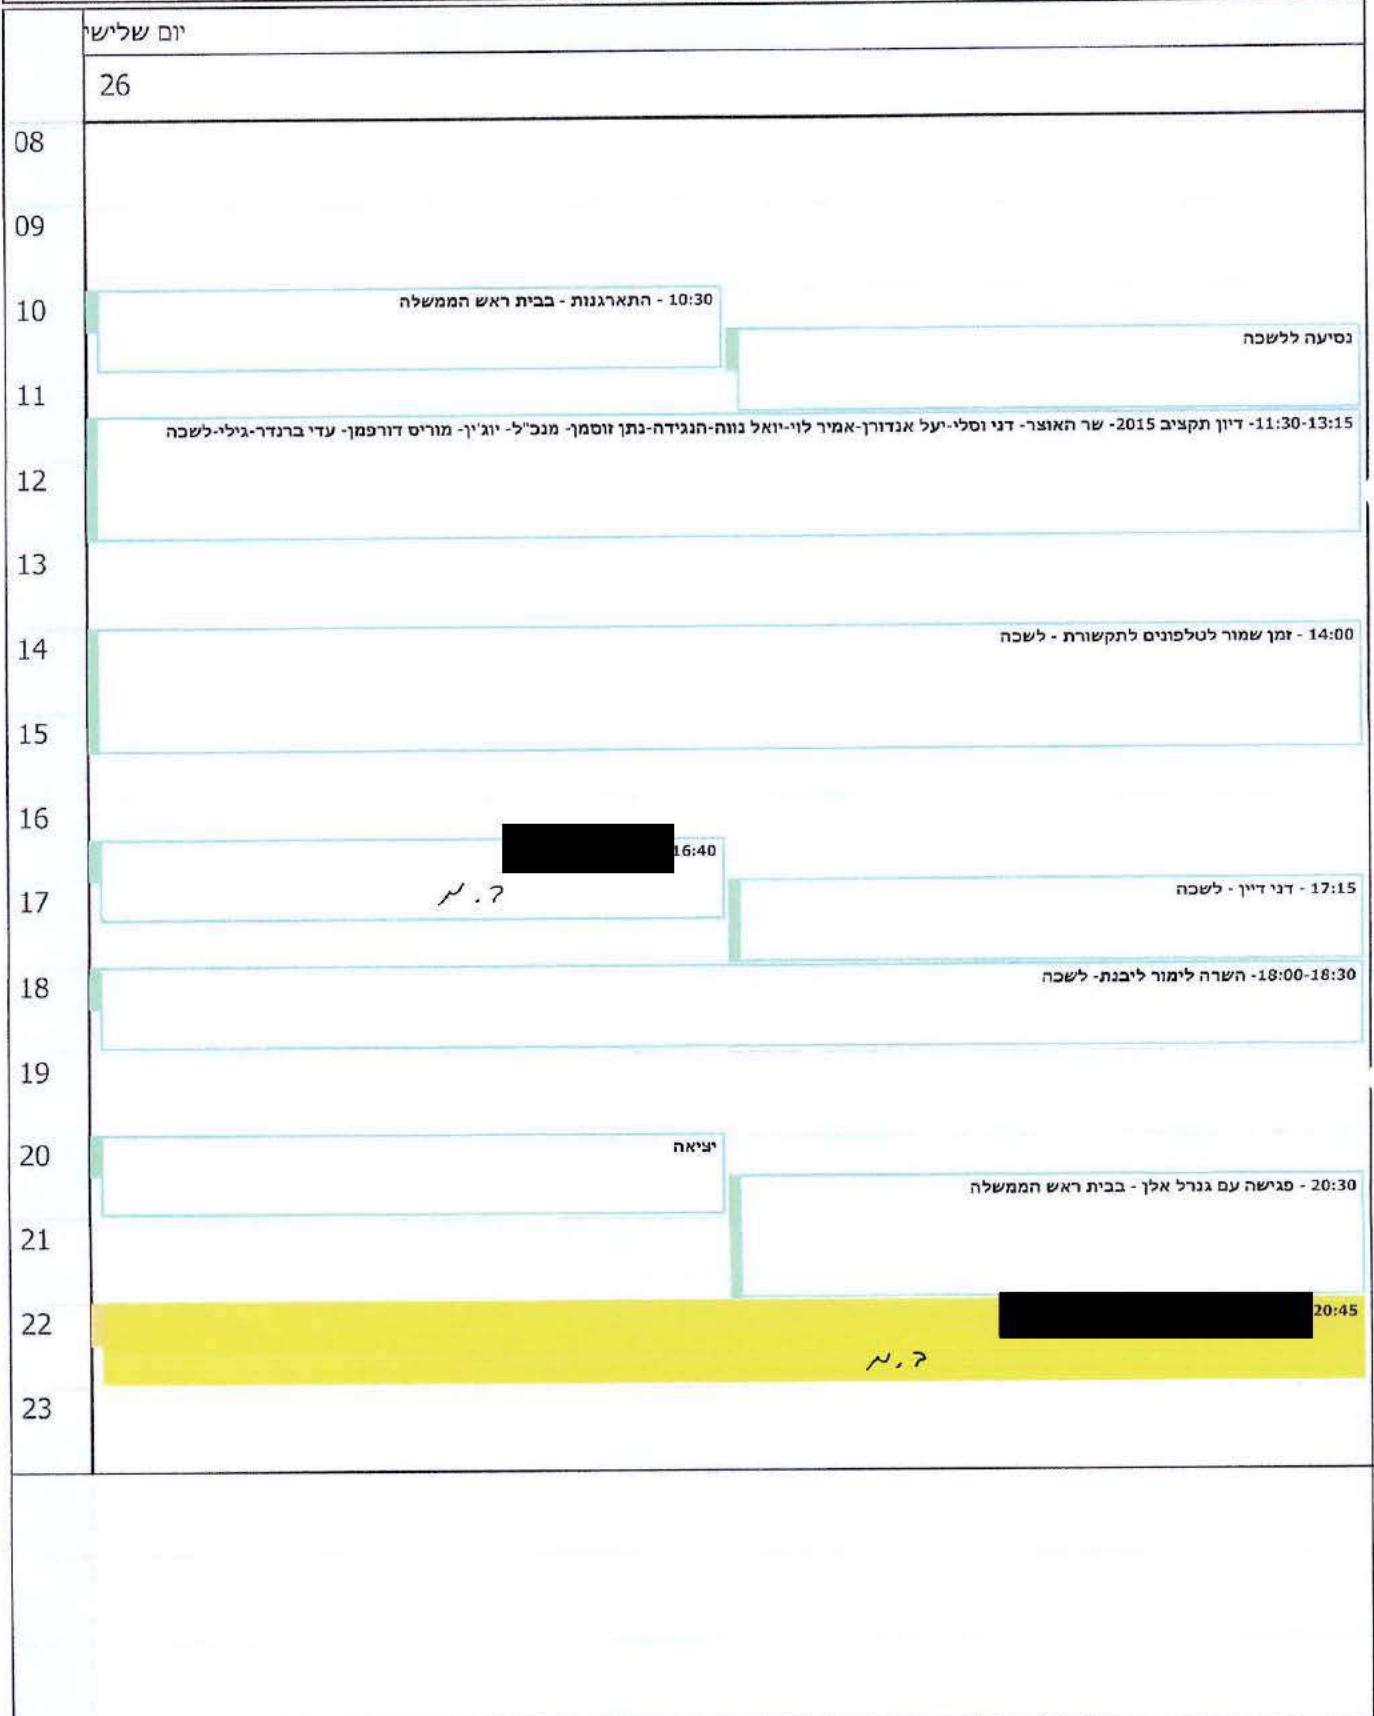 יום שלישי
26
08
09
10
10:30 - התארגנות - בבית ראש הממשלה
נסיעה ללשכה
11
11:30-13:15- דיון תקציב 2015- שר האוצר- דני וסלי-יעל אנדורן-אמיר לוי-יואל נווה-הנגידה-נתן זוסמן- מנכ"ל- יוג'ין- מוריס דורפמן- עדי ברנדר-גילי-לשכה
12
13
14
14:00 - זמן שמור לטלפונים לתקשורת - לשכה
15
16
16:40
ב.מ
17
17:15 - דני דיין - לשכה
18
18:00-18:30- השרה לימור ליבנת- לשכה
19
20
יציאה
20:30 - פגישה עם גנרל אלן - בבית ראש הממשלה
21
22
20:45
ב.מ
23